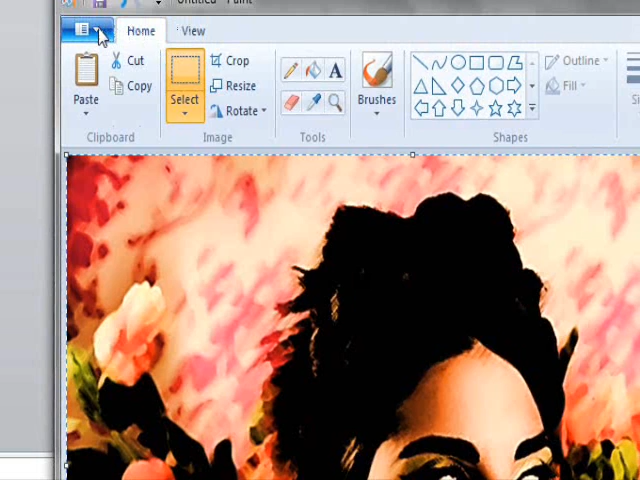 Untitled - Paint
Home View
Paste
Cut
Copy
Clipboard
Select
Crop
Resize
Rotate
Image
A
Tools
Brushes
Shapes
Outline
Fill